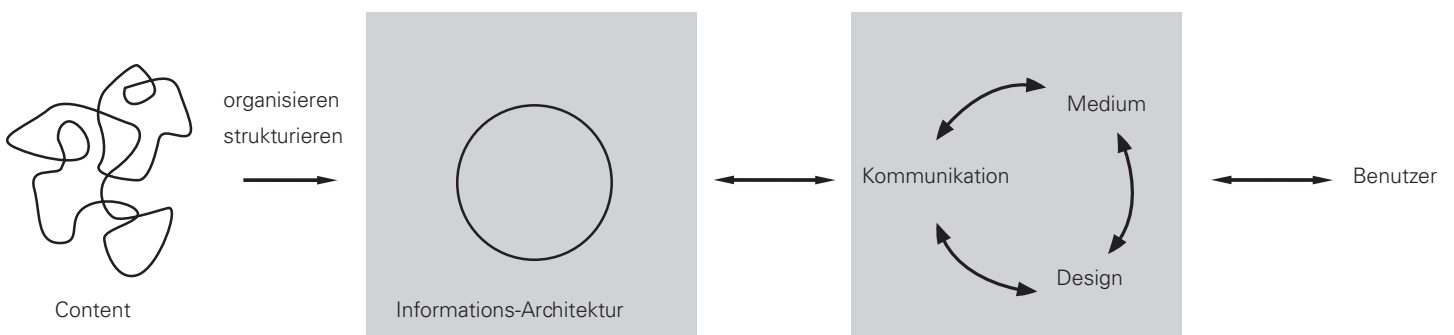 organisieren
strukturieren
Content
Informations-Architektur
Medium
Kommunikation
Design
Benutzer